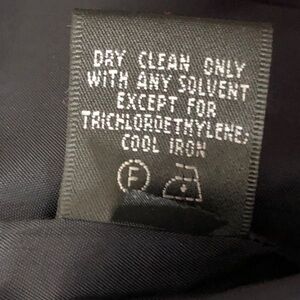 DRY CLEAN ONLY
WITH ANY SOLVENT
EXCEPT FOR
TRICHLOROETHYLENE;
COOL IRON
F